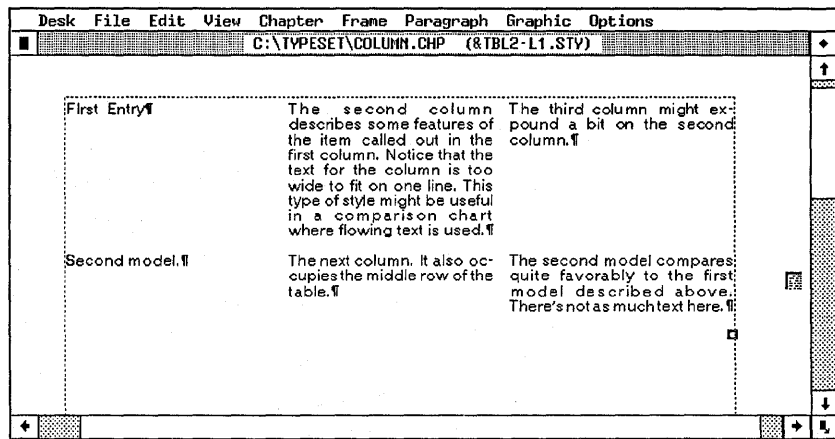 Desk File Edit View Chapter Frame Paragraph Graphic Options
C:\TYPESET\COLUMN.CHP (&TBL2-L1.STY)
First Entry¶
The second column
describes some features of
the item called out in the
first column. Notice that the
text for the column is too
wide to fit on one line. This
type of style might be useful
in a comparison chart
where flowing text is used.¶
The third column might ex-
pound a bit on the second
column.¶
Second model.¶
The next column. It also oc-
cupies the middle row of the
table.¶
The second model compares
quite favorably to the first
model described above.
There's not as much text here.¶